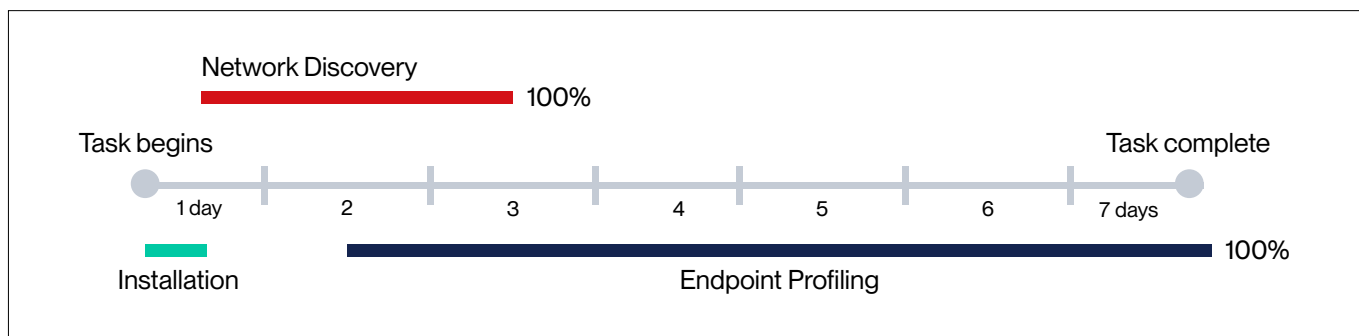 Network Discovery
100%
Task begins
Task complete
1 day 2 3 4 5 6 7 days
100%
Installation
Endpoint Profiling